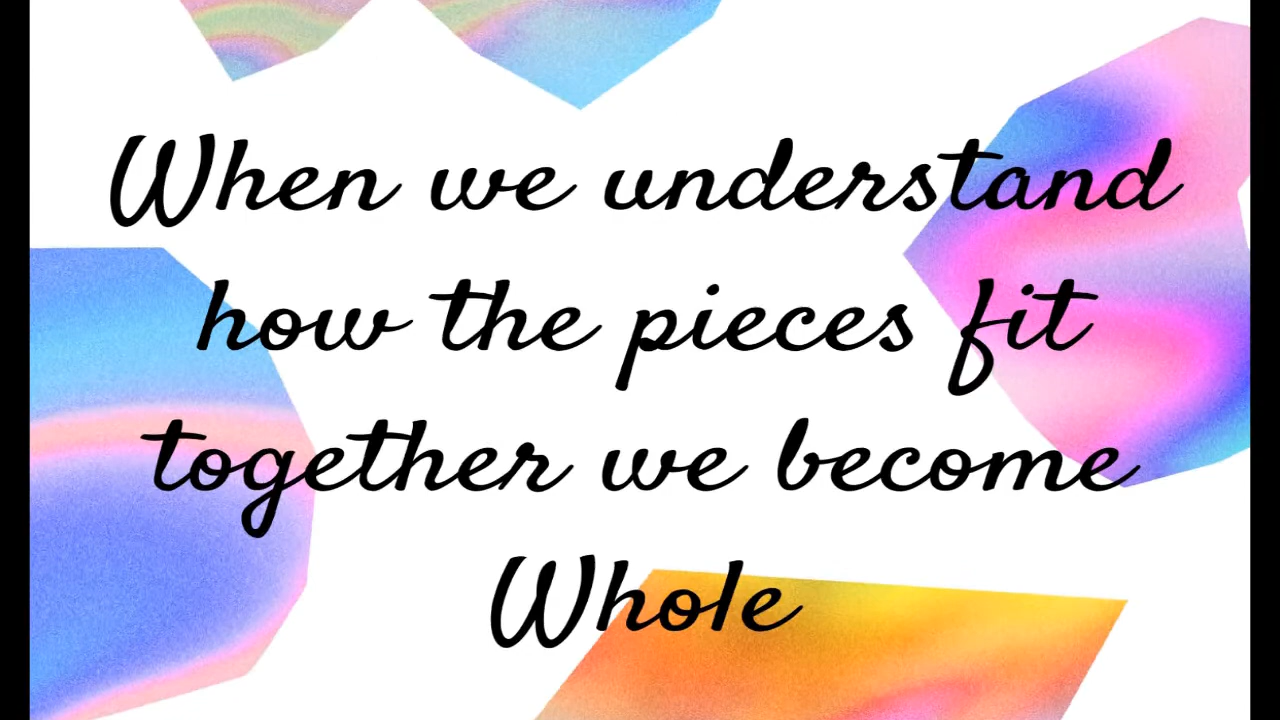 When we understand
how the pieces fit
together we become
Whole